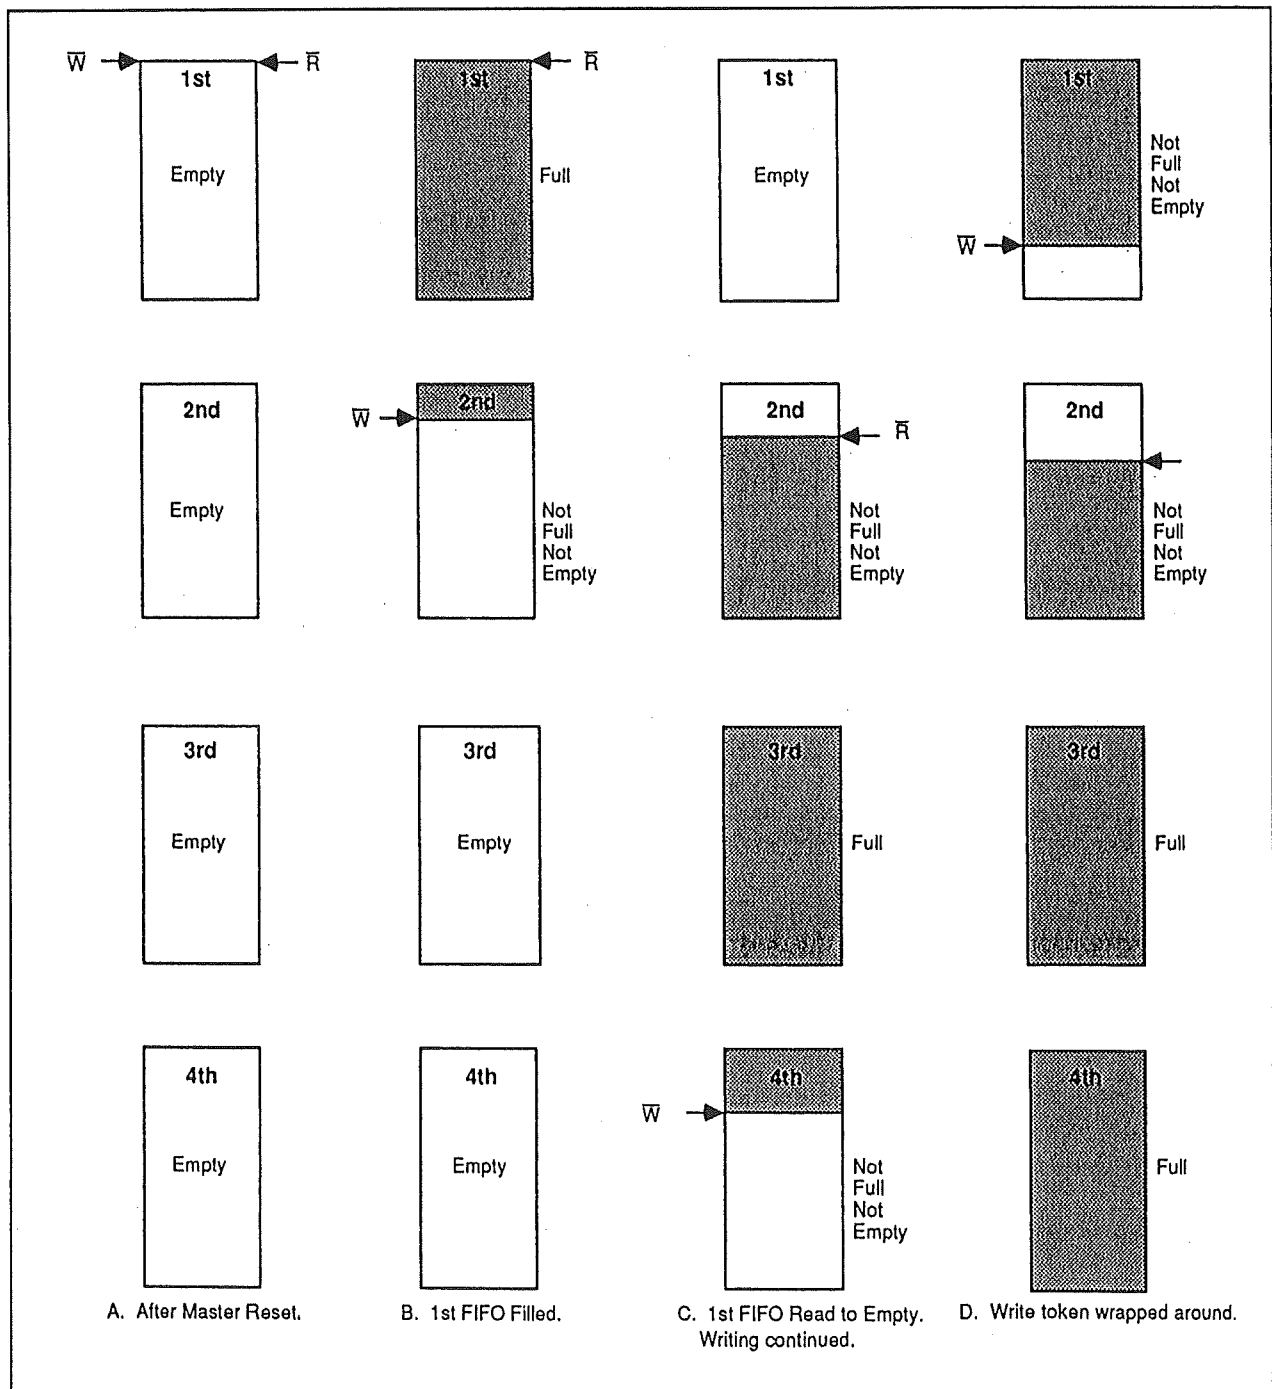 W̅ R̅ R̅
1st 1st 1st 1st
Empty Full Empty Not
Full
Not
Empty
W̅
2nd 2nd 2nd 2nd
W̅ R̅
Empty Not Not Not
Full Full Full
Not Not Not
Empty Empty Empty
3rd 3rd 3rd 3rd
Empty Empty Full Full
4th 4th 4th 4th
W̅
Empty Empty Not Full
Full
Not
Empty
A. After Master Reset. B. 1st FIFO Filled. C. 1st FIFO Read to Empty. D. Write token wrapped around.
Writing continued.